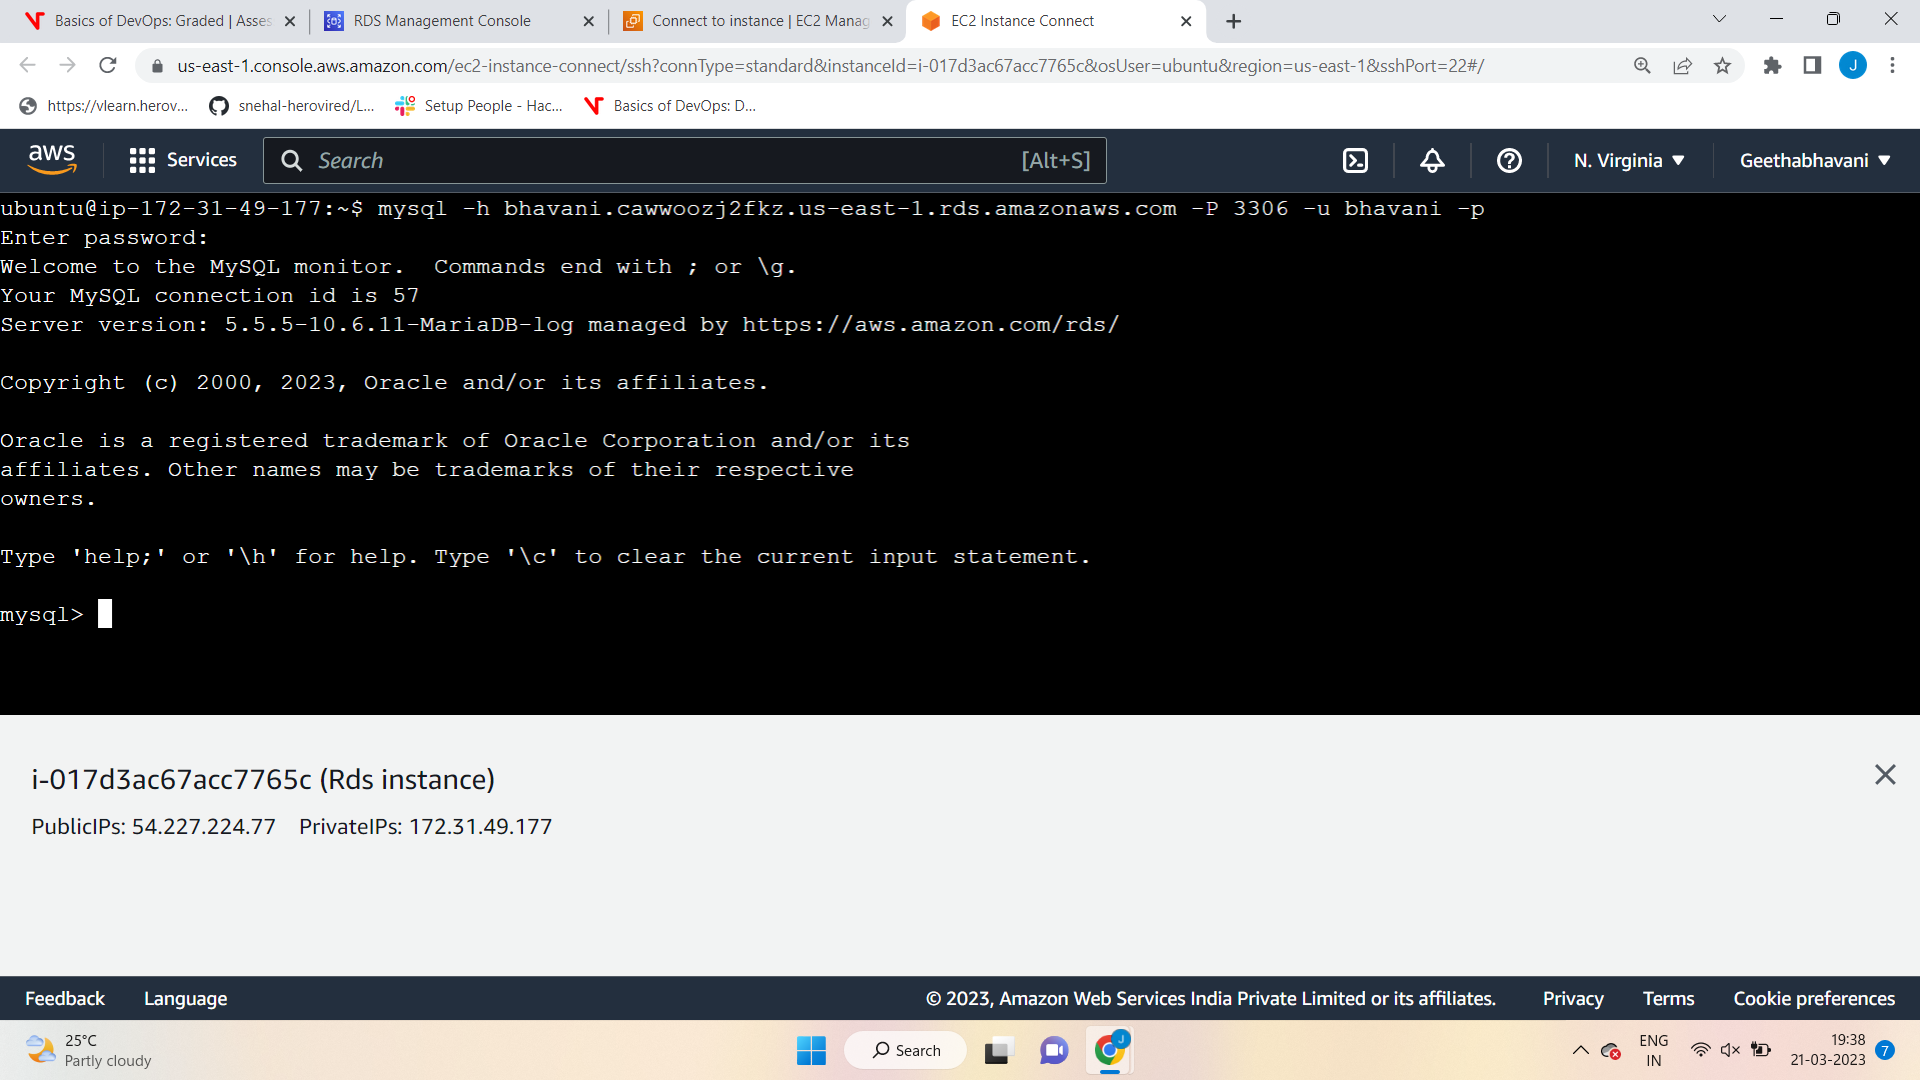 Basics of DevOps: Graded | Asses
RDS Management Console
Connect to instance | EC2 Manag
EC2 Instance Connect
us-east-1.console.aws.amazon.com/ec2-instance-connect/ssh?connType=standard&instanceId=i-017d3ac67acc7765c&osUser=ubuntu&region=us-east-1&sshPort=22#/
J
https://vlearn.herov...
snehal-herovired/L...
Setup People - Hac...
Basics of DevOps: D...
aws
Services
Search
[Alt+S]
N. Virginia
Geethabhavani
ubuntu@ip-172-31-49-177:~$ mysql -h bhavani.cawwoozj2fkz.us-east-1.rds.amazonaws.com -P 3306 -u bhavani -p
Enter password:
Welcome to the MySQL monitor.  Commands end with ; or \g.
Your MySQL connection id is 57
Server version: 5.5.5-10.6.11-MariaDB-log managed by https://aws.amazon.com/rds/
Copyright (c) 2000, 2023, Oracle and/or its affiliates.
Oracle is a registered trademark of Oracle Corporation and/or its
affiliates. Other names may be trademarks of their respective
owners.
Type 'help;' or '\h' for help. Type '\c' to clear the current input statement.
mysql>
i-017d3ac67acc7765c (Rds instance)
PublicIPs: 54.227.224.77 PrivateIPs: 172.31.49.177
Feedback
Language
© 2023, Amazon Web Services India Private Limited or its affiliates.
Privacy
Terms
Cookie preferences
25°C
Partly cloudy
Search
J
ENG
IN
19:38
21-03-2023
7